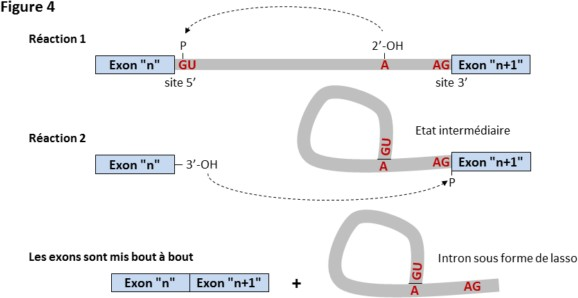 Figure 4
Réaction 1
P 2’-OH
Exon "n" GU A AG Exon "n+1"
site 5’ site 3’
Réaction 2
Etat intermédiaire
GU
Exon "n" 3’-OH A AG Exon "n+1"
P
Les exons sont mis bout à bout
Intron sous forme de lasso
GU
Exon "n" Exon "n+1" + A AG